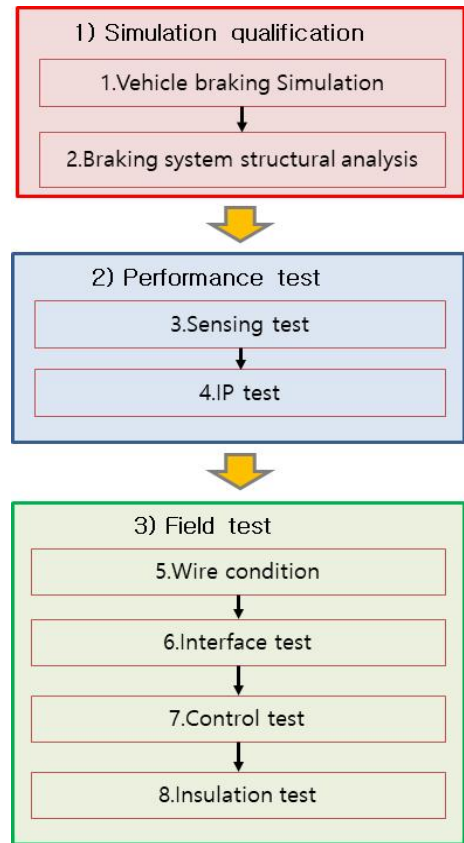 1) Simulation qualification
1.Vehicle braking Simulation
2.Braking system structural analysis
2) Performance test
3.Sensing test
4.IP test
3) Field test
5.Wire condition
6.Interface test
7.Control test
8.Insulation test